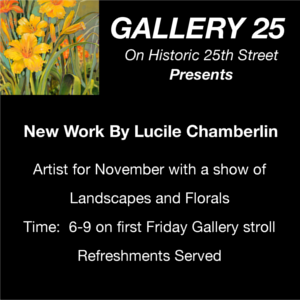 GALLERY 25
On Historic 25th Street
Presents
New Work By Lucile Chamberlin
Artist for November with a show of
Landscapes and Florals
Time:  6-9 on first Friday Gallery stroll
Refreshments Served